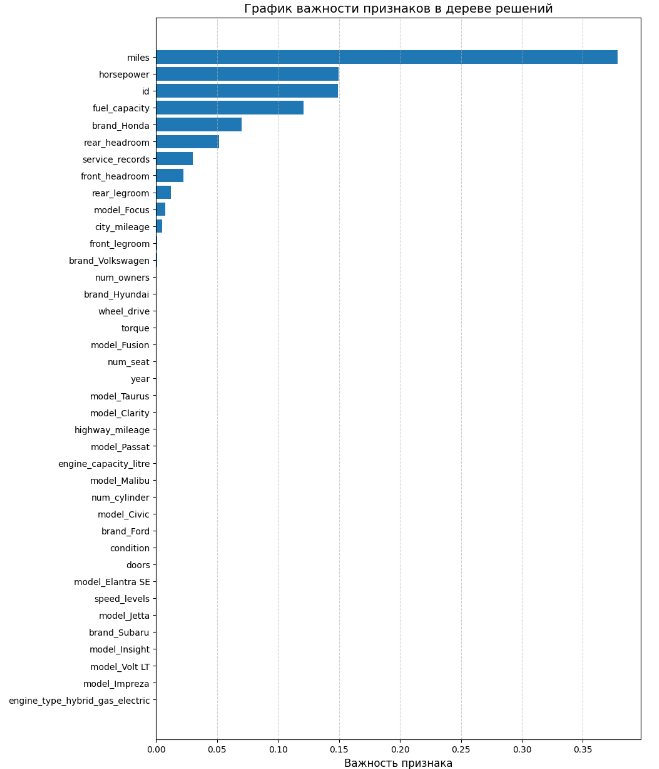 График важности признаков в дереве решений
miles
horsepower
id
fuel_capacity
brand_Honda
rear_headroom
service_records
front_headroom
rear_legroom
model_Focus
city_mileage
front_legroom
brand_Volkswagen
num_owners
brand_Hyundai
wheel_drive
torque
model_Fusion
num_seat
year
model_Taurus
model_Clarity
highway_mileage
model_Passat
engine_capacity_litre
model_Malibu
num_cylinder
model_Civic
brand_Ford
condition
doors
model_Elantra SE
speed_levels
model_Jetta
brand_Subaru
model_Insight
model_Volt LT
model_Impreza
engine_type_hybrid_gas_electric
0.00 0.05 0.10 0.15 0.20 0.25 0.30 0.35
Важность признака